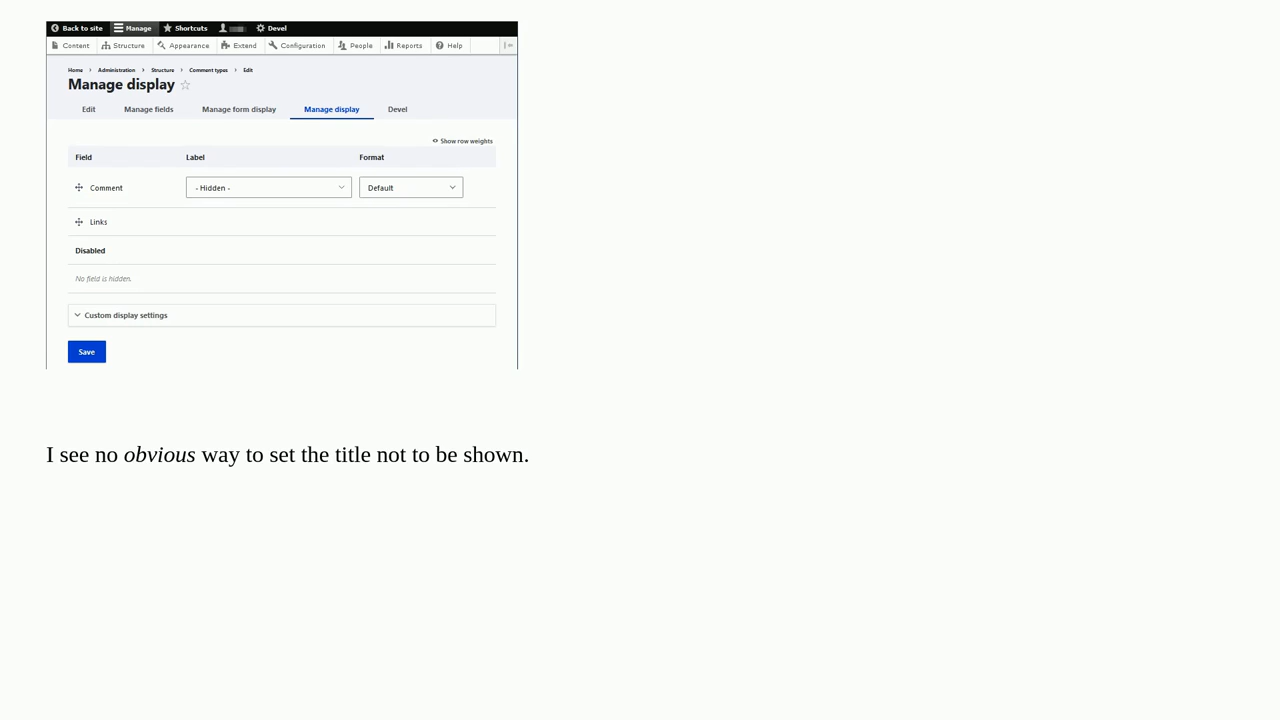 Back to site Manage Shortcuts Devel
Content Structure Appearance Extend Configuration People Reports Help
Home › Administration › Structure › Comment types › Edit
Manage display
Edit Manage fields Manage form display Manage display Devel
Show row weights
Field Label Format
Comment - Hidden - Default
Links
Disabled
No field is hidden.
Custom display settings
Save
I see no obvious way to set the title not to be shown.